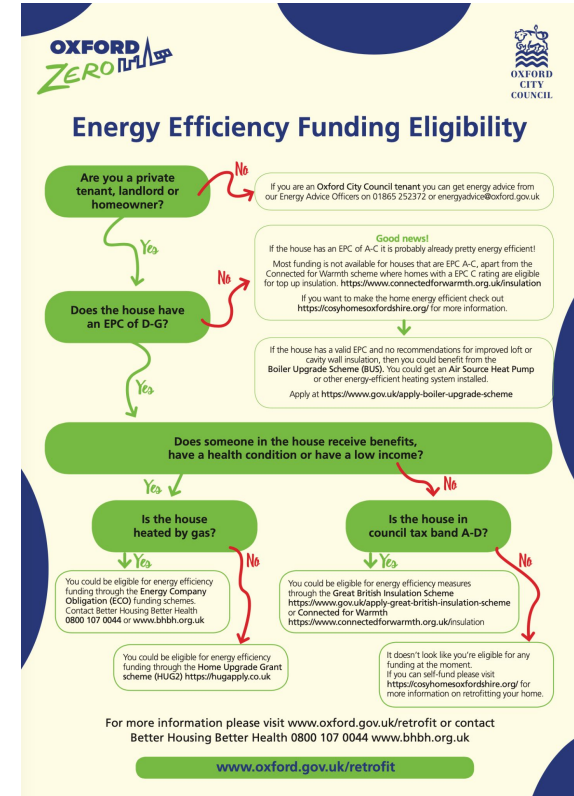 OXFORD
ZERO
OXFORD
CITY
COUNCIL
Energy Efficiency Funding Eligibility
Are you a private
tenant, landlord or
homeowner?
No
If you are an Oxford City Council tenant you can get energy advice from
our Energy Advice Officers on 01865 252372 or energyadvice@oxford.gov.uk
Yes
Good news!
If the house has an EPC of A-C it is probably already pretty energy efficient!
Most funding is not available for houses that are EPC A-C, apart from the
Connected for Warmth scheme where homes with a EPC C rating are eligible
for top up insulation. https://www.connectedforwarmth.org.uk/insulation
If you want to make the home energy efficient check out
https://cosyhomesoxfordshire.org/ for more information.
No
Does the house have
an EPC of D-G?
If the house has a valid EPC and no recommendations for improved loft or
cavity wall insulation, then you could benefit from the
Boiler Upgrade Scheme (BUS). You could get an Air Source Heat Pump
or other energy-efficient heating system installed.
Apply at https://www.gov.uk/apply-boiler-upgrade-scheme
Yes
Does someone in the house receive benefits,
have a health condition or have a low income?
Yes
No
Is the house
heated by gas?
Is the house in
council tax band A-D?
Yes
No
Yes
No
You could be eligible for energy efficiency
funding through the Energy Company
Obligation (ECO) funding schemes.
Contact Better Housing Better Health
0800 107 0044 or www.bhbh.org.uk
You could be eligible for energy efficiency measures
through the Great British Insulation Scheme
https://www.gov.uk/apply-great-british-insulation-scheme
or Connected for Warmth
https://www.connectedforwarmth.org.uk/insulation
You could be eligible for energy efficiency
funding through the Home Upgrade Grant
scheme (HUG2) https://hugapply.co.uk
It doesn't look like you're eligible for any
funding at the moment.
If you can self-fund please visit
https://cosyhomesoxfordshire.org/ for
more information on retrofitting your home.
For more information please visit www.oxford.gov.uk/retrofit or contact
Better Housing Better Health 0800 107 0044 www.bhbh.org.uk
www.oxford.gov.uk/retrofit